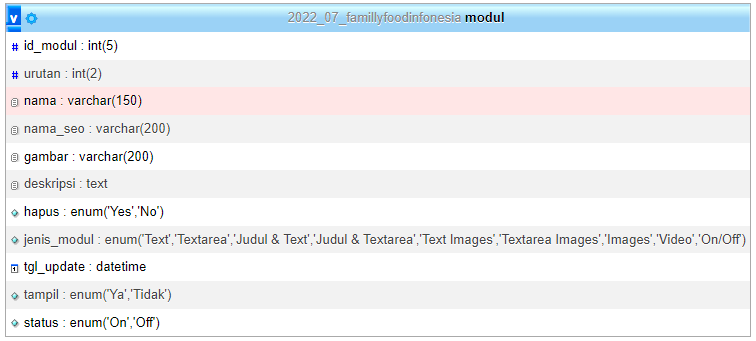 v 2022_07_famillyfoodinfonesia modul
# id_modul : int(5)
# urutan : int(2)
nama : varchar(150)
nama_seo : varchar(200)
gambar : varchar(200)
deskripsi : text
hapus : enum('Yes','No')
jenis_modul : enum('Text','Textarea','Judul & Text','Judul & Textarea','Text Images','Textarea Images','Images','Video','On/Off')
tgl_update : datetime
tampil : enum('Ya','Tidak')
status : enum('On','Off')